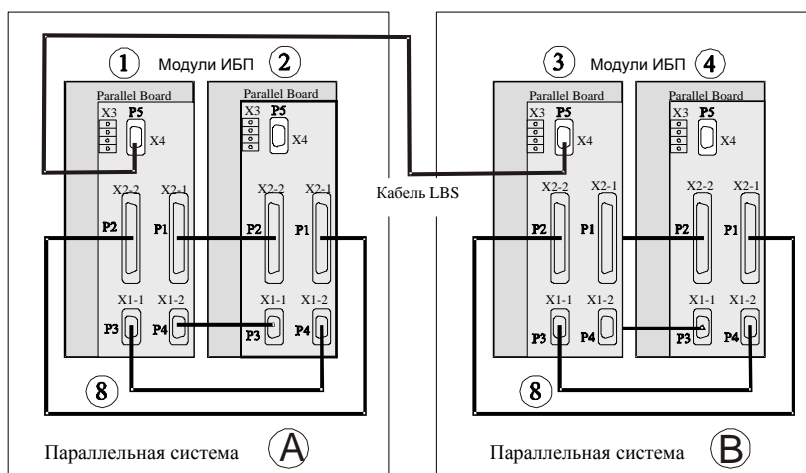 1 Модули ИБП 2
Parallel Board Parallel Board
X3 P5 X3 P5
X4 X4
X2-2 X2-1 X2-2 X2-1
P2 P1 P2 P1
X1-1 X1-2 X1-1 X1-2
P3 P4 P3 P4
8
Параллельная система A
Кабель LBS
3 Модули ИБП 4
Parallel Board Parallel Board
X3 P5 X3 P5
X4 X4
X2-2 X2-1 X2-2 X2-1
P2 P1 P2 P1
X1-1 X1-2 X1-1 X1-2
P3 P4 P3 P4
8
Параллельная система B